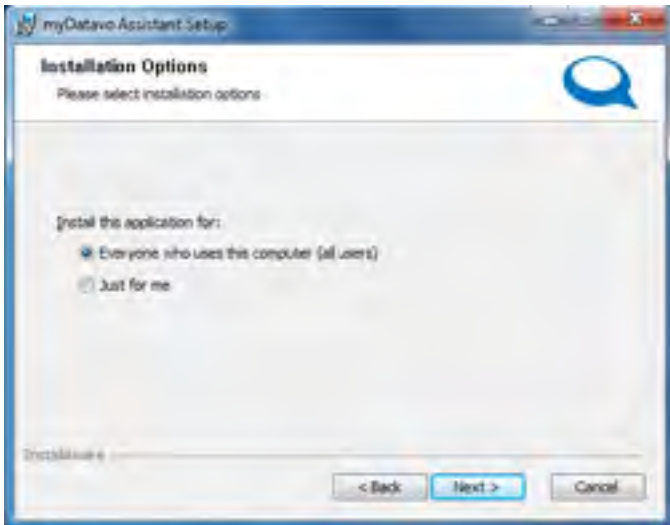 myDatavo Assistant Setup
Installation Options
Please select installation options
Install this application for:
Everyone who uses this computer (all users)
Just for me
InstallAware
< Back
Next >
Cancel